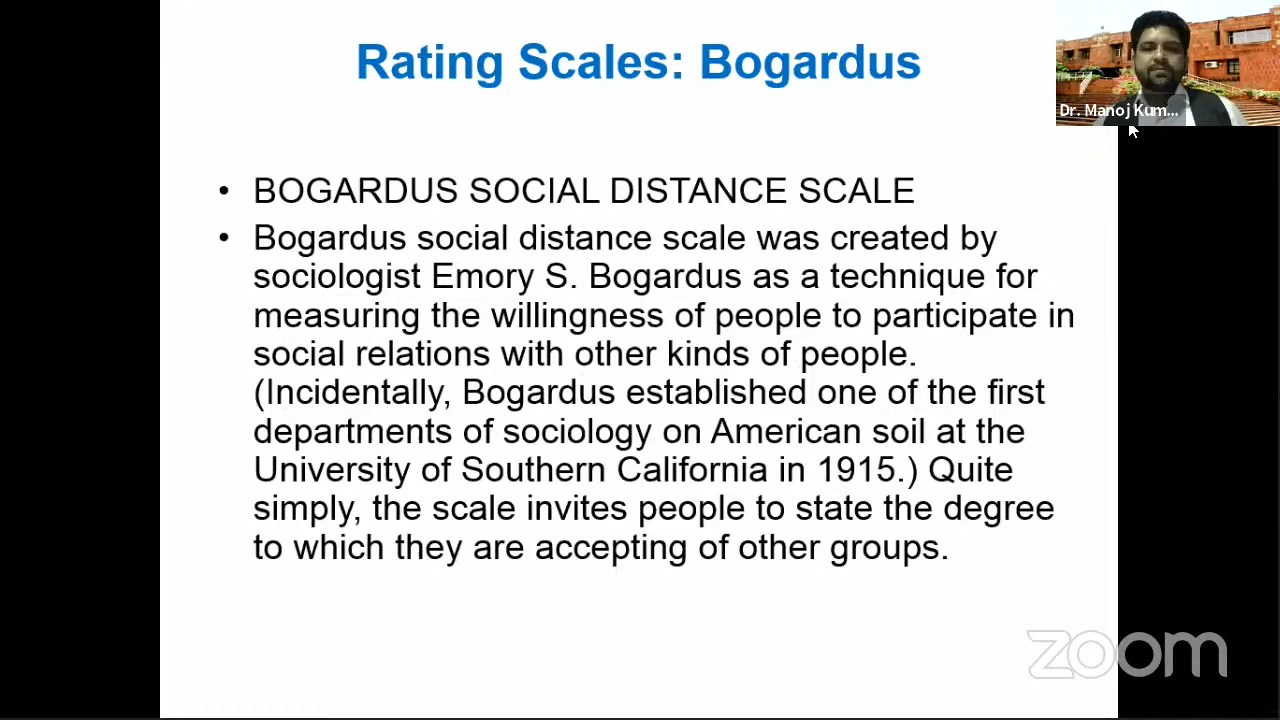 Rating Scales: Bogardus
Dr. Manoj Kum...
• BOGARDUS SOCIAL DISTANCE SCALE
• Bogardus social distance scale was created by
sociologist Emory S. Bogardus as a technique for
measuring the willingness of people to participate in
social relations with other kinds of people.
(Incidentally, Bogardus established one of the first
departments of sociology on American soil at the
University of Southern California in 1915.) Quite
simply, the scale invites people to state the degree
to which they are accepting of other groups.
zoom